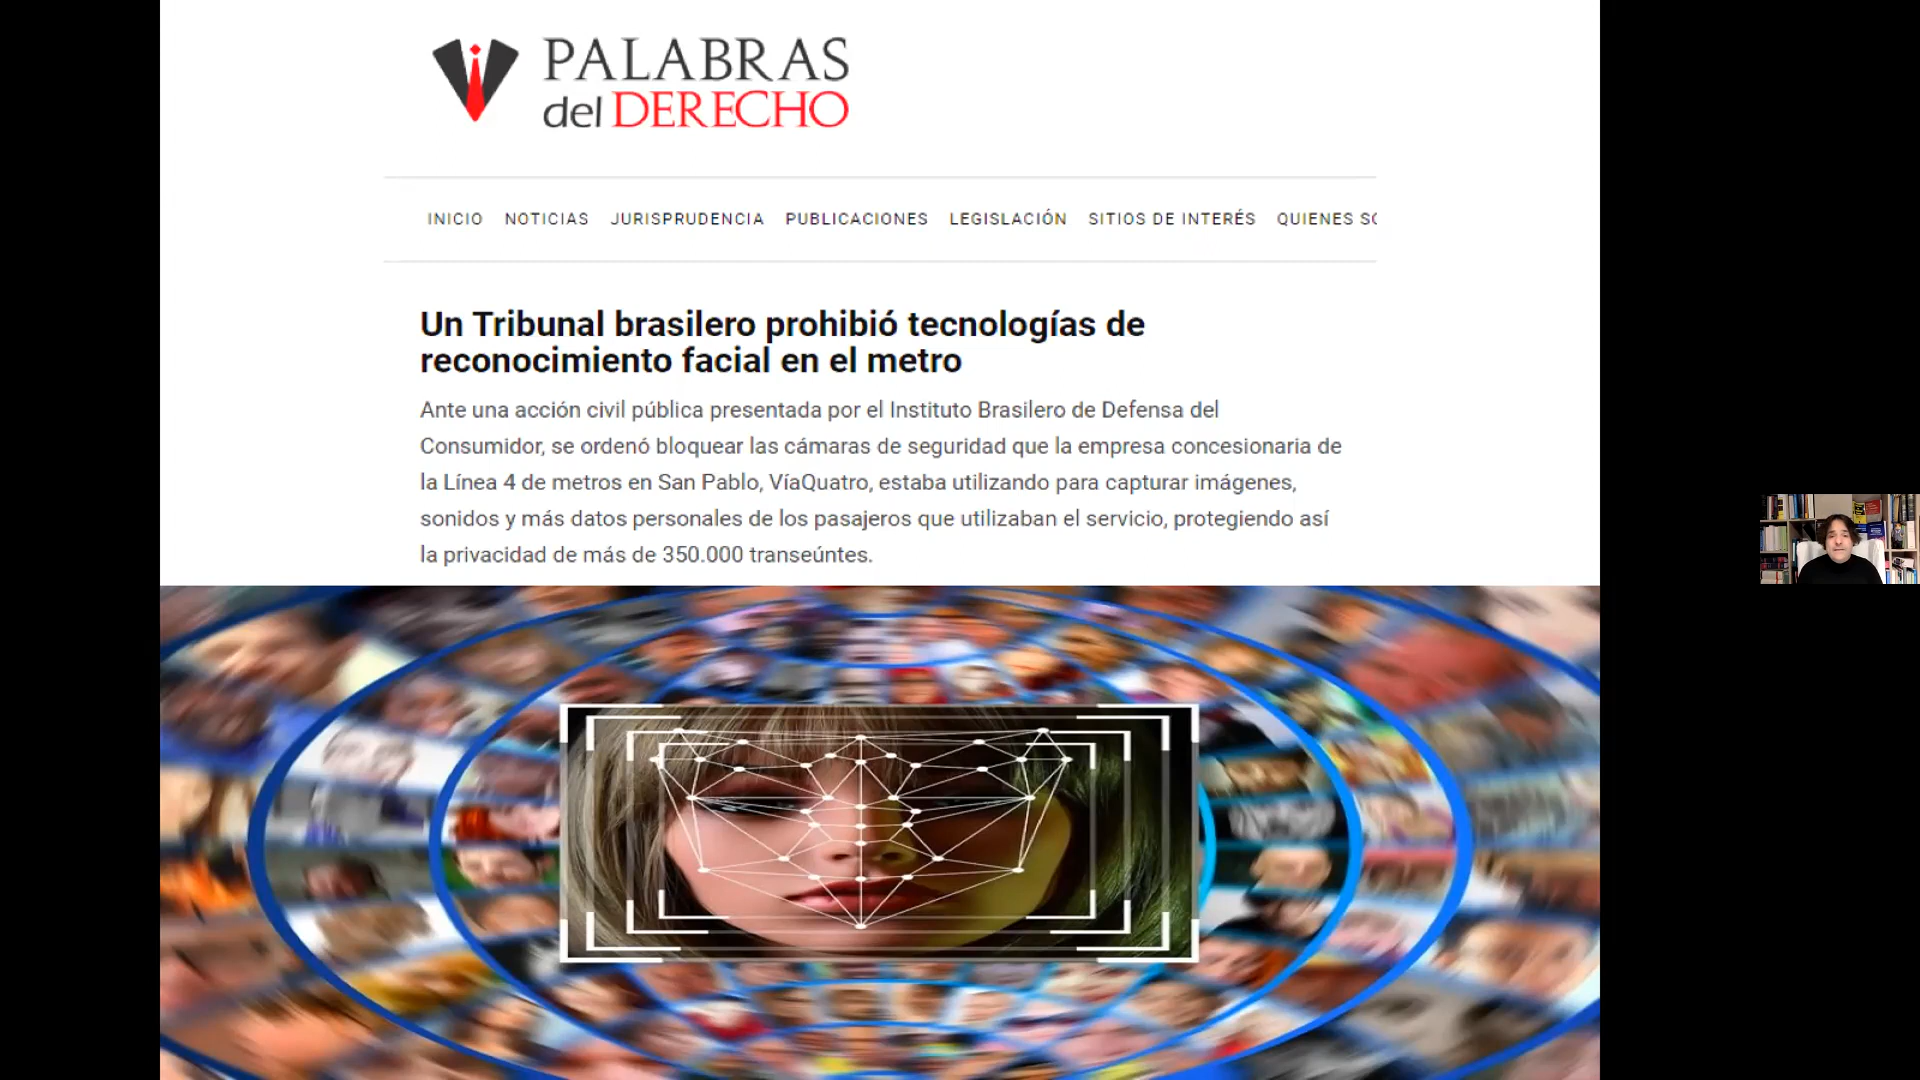 PALABRAS
del DERECHO
INICIO NOTICIAS JURISPRUDENCIA PUBLICACIONES LEGISLACIÓN SITIOS DE INTERÉS QUIENES SO
Un Tribunal brasilero prohibió tecnologías de
reconocimiento facial en el metro
Ante una acción civil pública presentada por el Instituto Brasilero de Defensa del
Consumidor, se ordenó bloquear las cámaras de seguridad que la empresa concesionaria de
la Línea 4 de metros en San Pablo, VíaQuatro, estaba utilizando para capturar imágenes,
sonidos y más datos personales de los pasajeros que utilizaban el servicio, protegiendo así
la privacidad de más de 350.000 transeúntes.